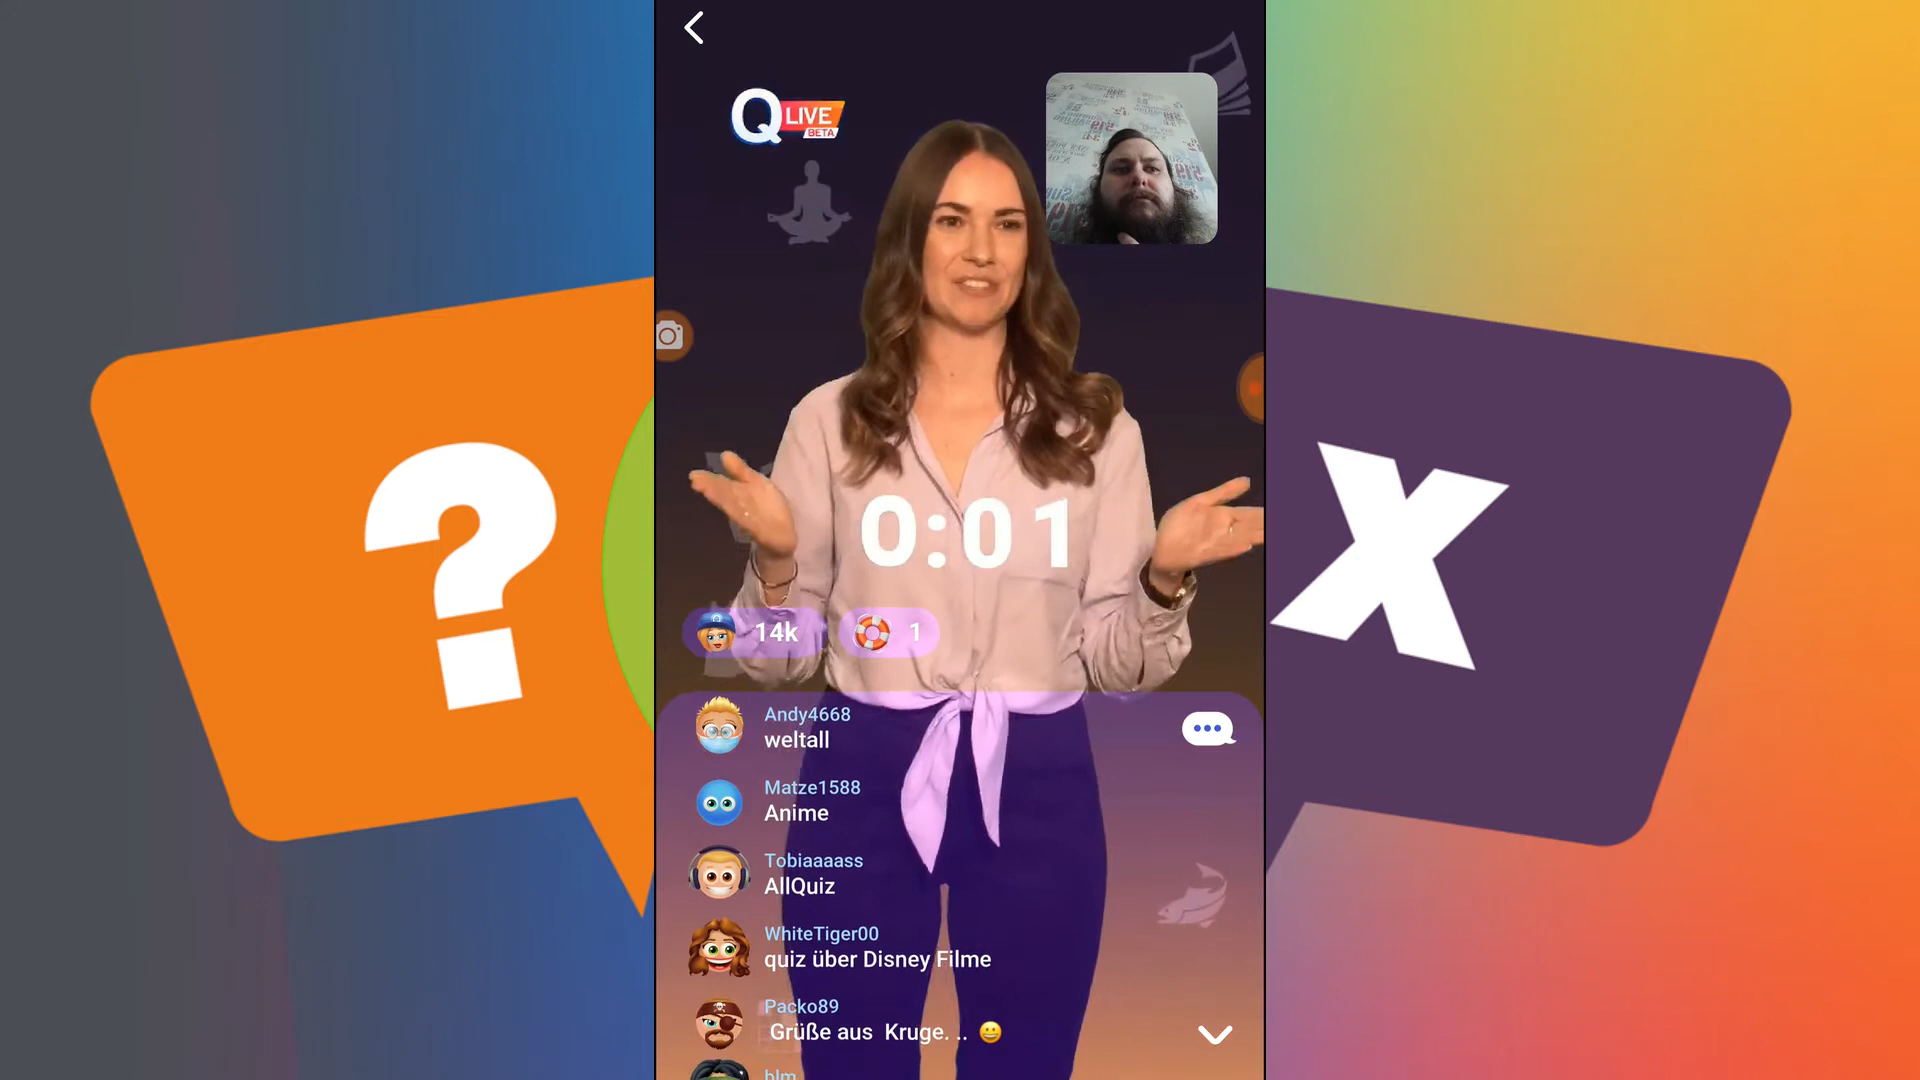 Q LIVE
BETA
?
x
0:01
14k
1
Andy4668
weltall
Matze1588
Anime
Tobiaaaass
AllQuiz
WhiteTiger00
quiz über Disney Filme
Packo89
Grüße aus Kruge. .. 😀
blm